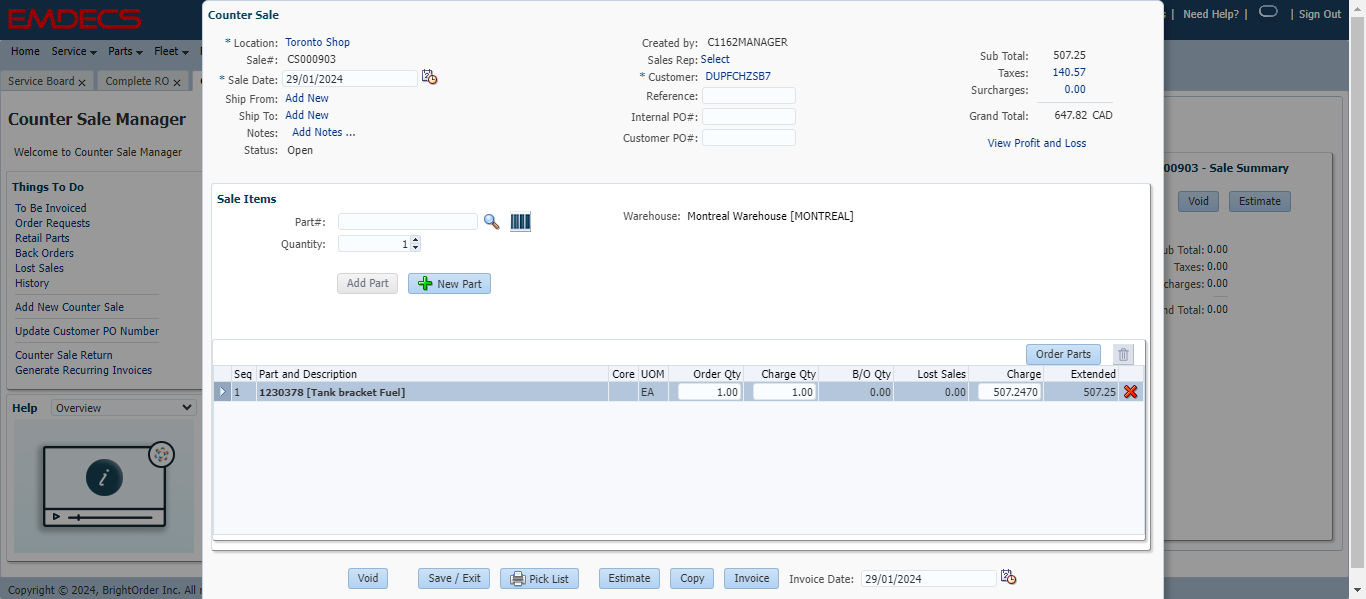 EMDECS
Need Help? |
| Sign Out
Home Service Parts Fleet
Service Board x Complete RO x
Counter Sale Manager
Welcome to Counter Sale Manager
Things To Do
To Be Invoiced
Order Requests
Retail Parts
Back Orders
Lost Sales
History
Add New Counter Sale
Update Customer PO Number
Counter Sale Return
Generate Recurring Invoices
Help Overview
i
Copyright © 2024, BrightOrder Inc. All
Counter Sale
* Location: Toronto Shop
Sale#: CS000903
* Sale Date: 29/01/2024
Ship From: Add New
Ship To: Add New
Notes: Add Notes ...
Status: Open
Created by: C1162MANAGER
Sales Rep: Select
* Customer: DUPFCHZSB7
Reference:
Internal PO#:
Customer PO#:
Sub Total: 507.25
Taxes: 140.57
Surcharges: 0.00
Grand Total: 647.82 CAD
View Profit and Loss
Sale Items
Part#:
Quantity: 1
Warehouse: Montreal Warehouse [MONTREAL]
Add Part New Part
Order Parts
Seq Part and Description Core UOM Order Qty Charge Qty B/O Qty Lost Sales Charge Extended
1 1230378 [Tank bracket Fuel] EA 1.00 1.00 0.00 0.00 507.2470 507.25
Void Save / Exit Pick List Estimate Copy Invoice Invoice Date: 29/01/2024
00903 - Sale Summary
Void Estimate
ub Total: 0.00
Taxes: 0.00
charges: 0.00
nd Total: 0.00